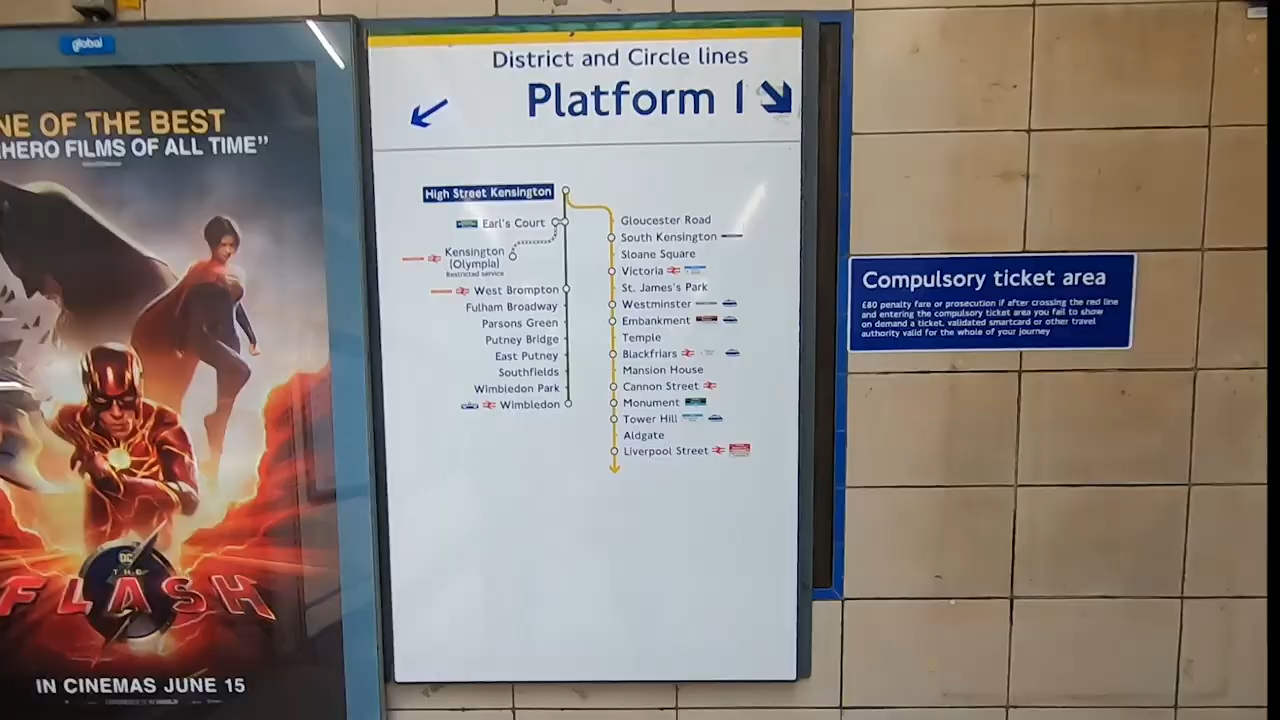 global
NE OF THE BEST
HERO FILMS OF ALL TIME”
DC
THE
FLASH
IN CINEMAS JUNE 15
District and Circle lines
Platform 1
High Street Kensington
Earl's Court
Kensington
(Olympia)
Restricted service
West Brompton
Fulham Broadway
Parsons Green
Putney Bridge
East Putney
Southfields
Wimbledon Park
Wimbledon
Gloucester Road
South Kensington
Sloane Square
Victoria
St. James's Park
Westminster
Embankment
Temple
Blackfriars
Mansion House
Cannon Street
Monument
Tower Hill
Aldgate
Liverpool Street
Compulsory ticket area
£80 penalty fare or prosecution if after crossing the red line
and entering the compulsory ticket area you fail to show
on demand a ticket, validated smartcard or other travel
authority valid for the whole of your journey